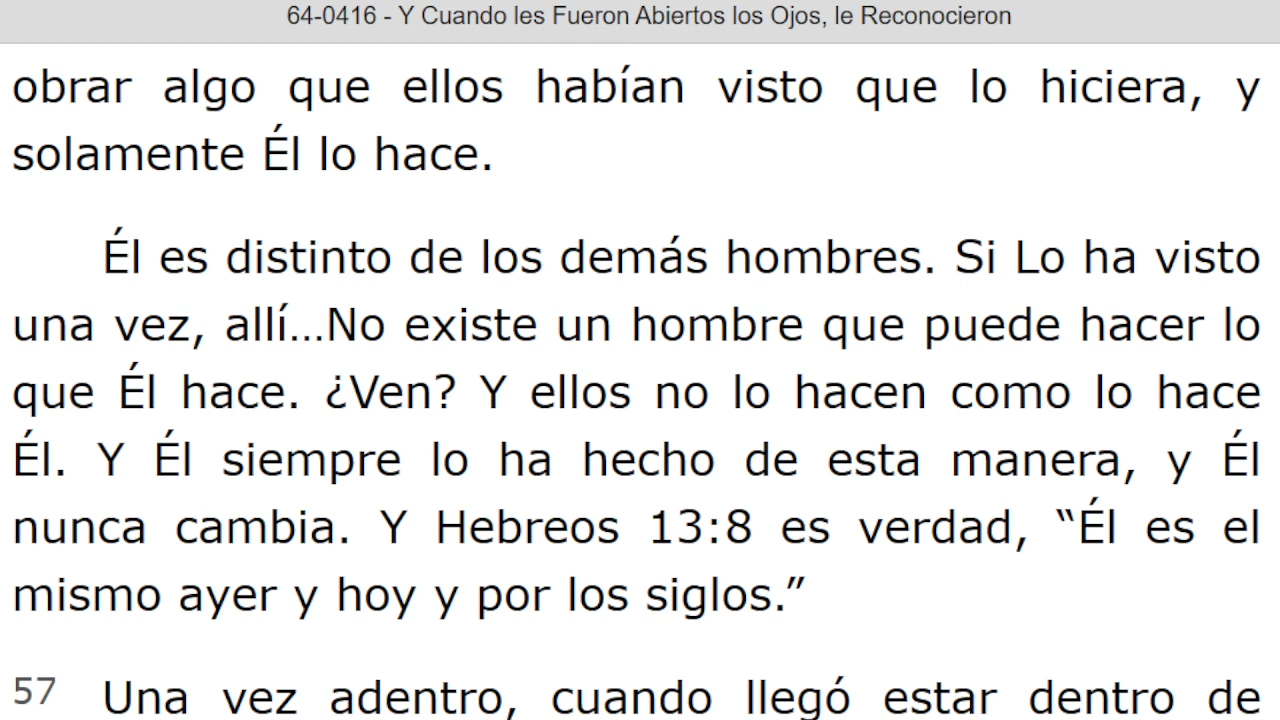 64-0416 - Y Cuando les Fueron Abiertos los Ojos, le Reconocieron
obrar algo que ellos habían visto que lo hiciera, y
solamente Él lo hace.
Él es distinto de los demás hombres. Si Lo ha visto
una vez, allí...No existe un hombre que puede hacer lo
que Él hace. ¿Ven? Y ellos no lo hacen como lo hace
Él. Y Él siempre lo ha hecho de esta manera, y Él
nunca cambia. Y Hebreos 13:8 es verdad, “Él es el
mismo ayer y hoy y por los siglos.”
57 Una vez adentro, cuando llegó estar dentro de